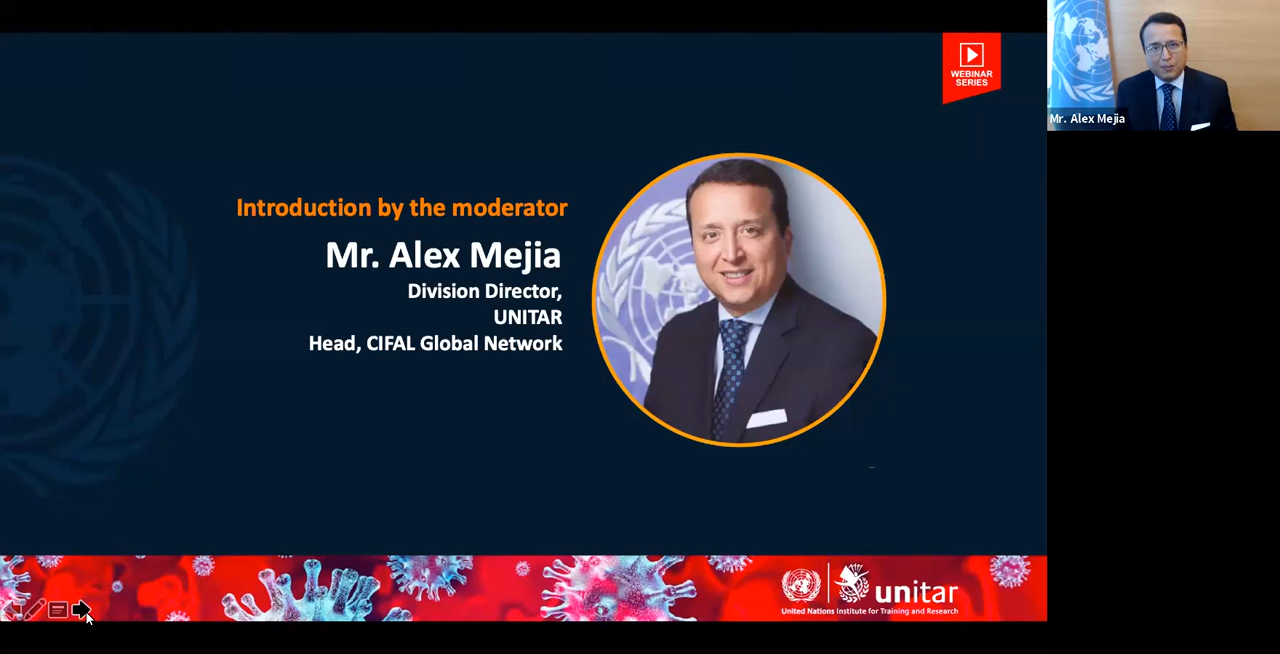 WEBINAR
SERIES
Mr. Alex Mejia
Introduction by the moderator
Mr. Alex Mejia
Division Director,
UNITAR
Head, CIFAL Global Network
unitar
United Nations Institute for Training and Research